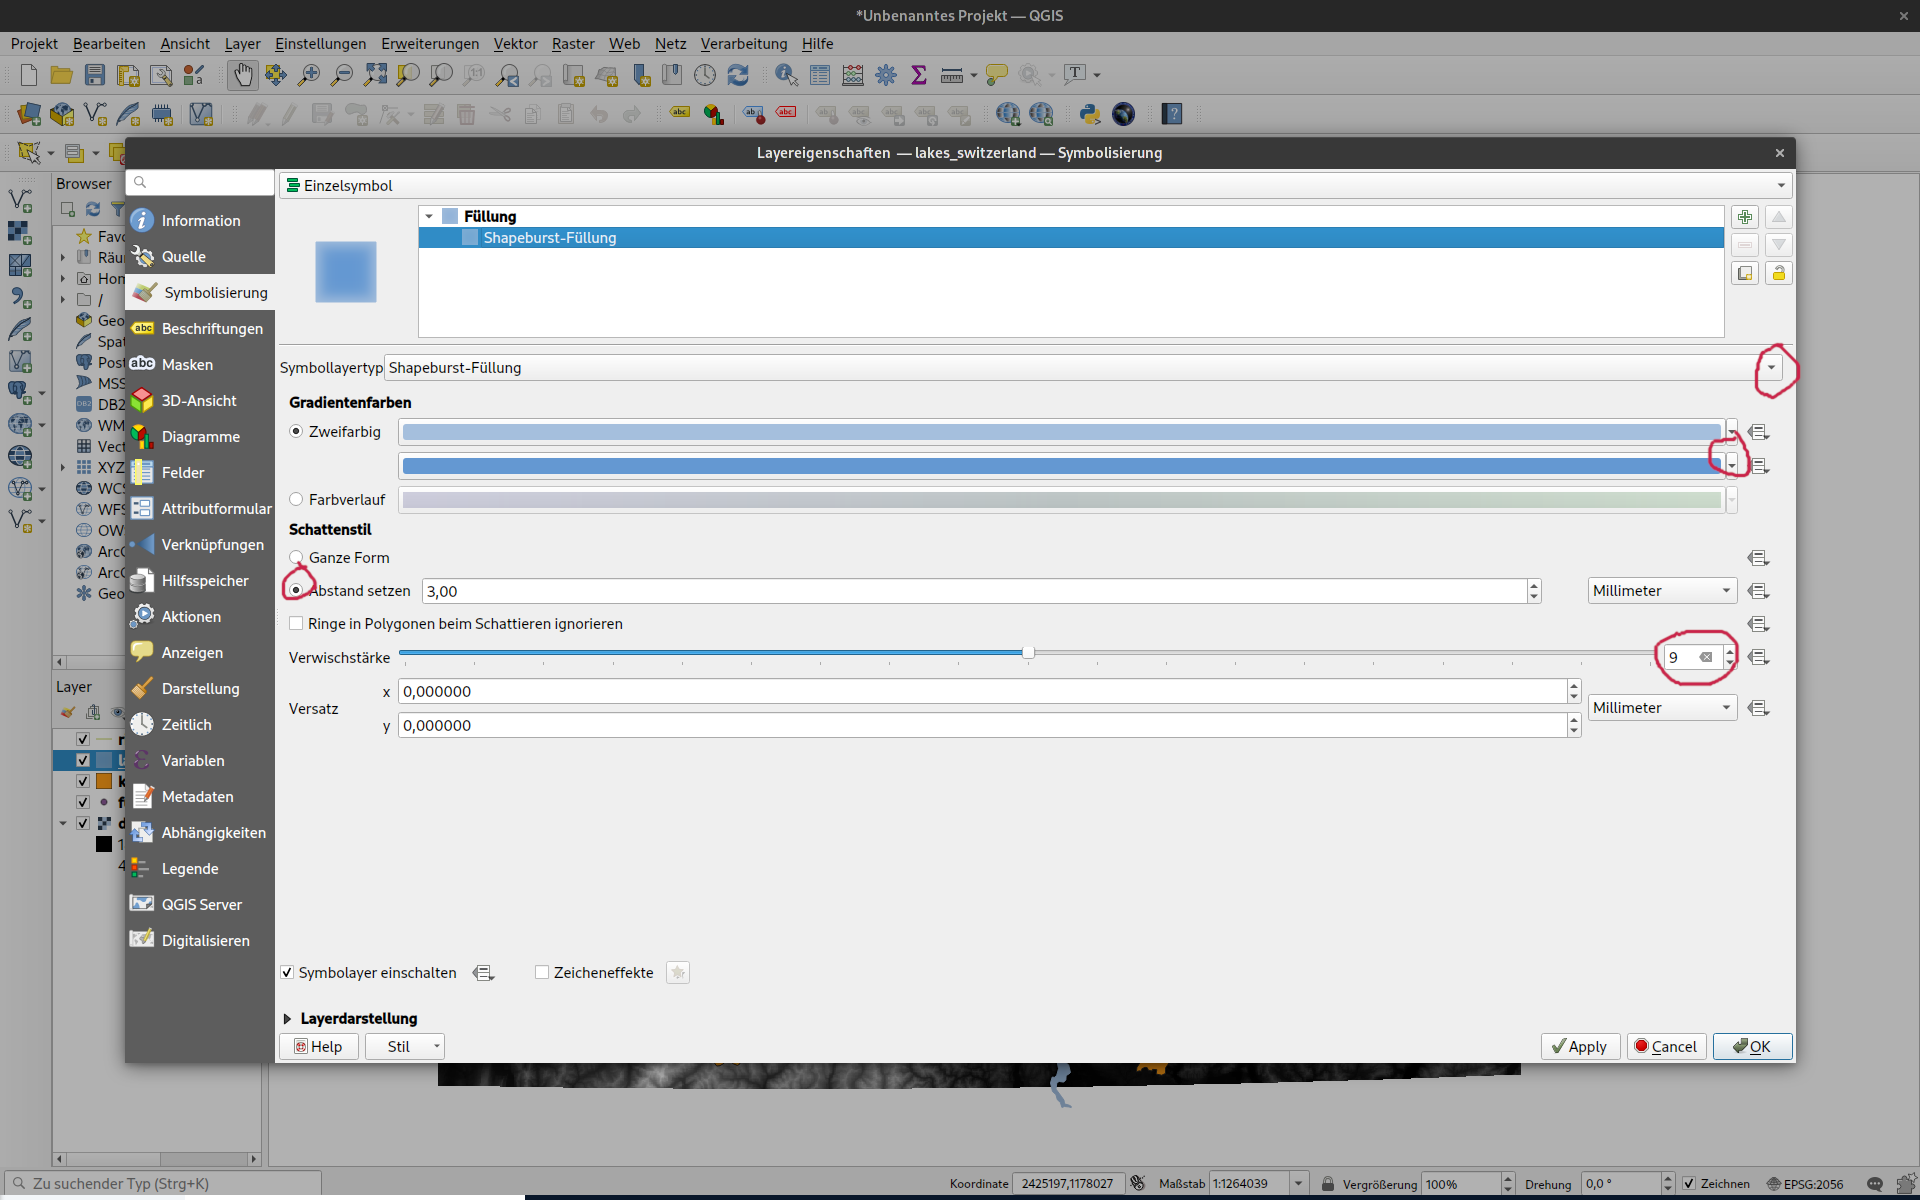 *Unbenanntes Projekt — QGIS
Projekt Bearbeiten Ansicht Layer Einstellungen Erweiterungen Vektor Raster Web Netz Verarbeitung Hilfe
Layereigenschaften — lakes_switzerland — Symbolisierung
Browser
Favo
Räu
Hom
/
Geo
Spat
Post
MSS
DB2
WM
Vect
XYZ
WCS
WFS
OWS
ArcG
ArcG
Geo
Layer
Information
Quelle
Symbolisierung
Beschriftungen
Masken
3D-Ansicht
Diagramme
Felder
Attributformular
Verknüpfungen
Hilfsspeicher
Aktionen
Anzeigen
Darstellung
Zeitlich
Variablen
Metadaten
Abhängigkeiten
Legende
QGIS Server
Digitalisieren
Einzelsymbol
Füllung
Shapeburst-Füllung
Symbollayertyp Shapeburst-Füllung
Gradientenfarben
Zweifarbig
Farbverlauf
Schattenstil
Ganze Form
Abstand setzen 3,00 Millimeter
Ringe in Polygonen beim Schattieren ignorieren
Verwischstärke 9
Versatz x 0,000000 Millimeter
y 0,000000
Symbolayer einschalten Zeicheneffekte
Layerdarstellung
Help Stil Apply Cancel OK
Zu suchender Typ (Strg+K) Koordinate 2425197,1178027 Maßstab 1:1264039 Vergrößerung 100% Drehung 0,0 ° Zeichnen EPSG:2056